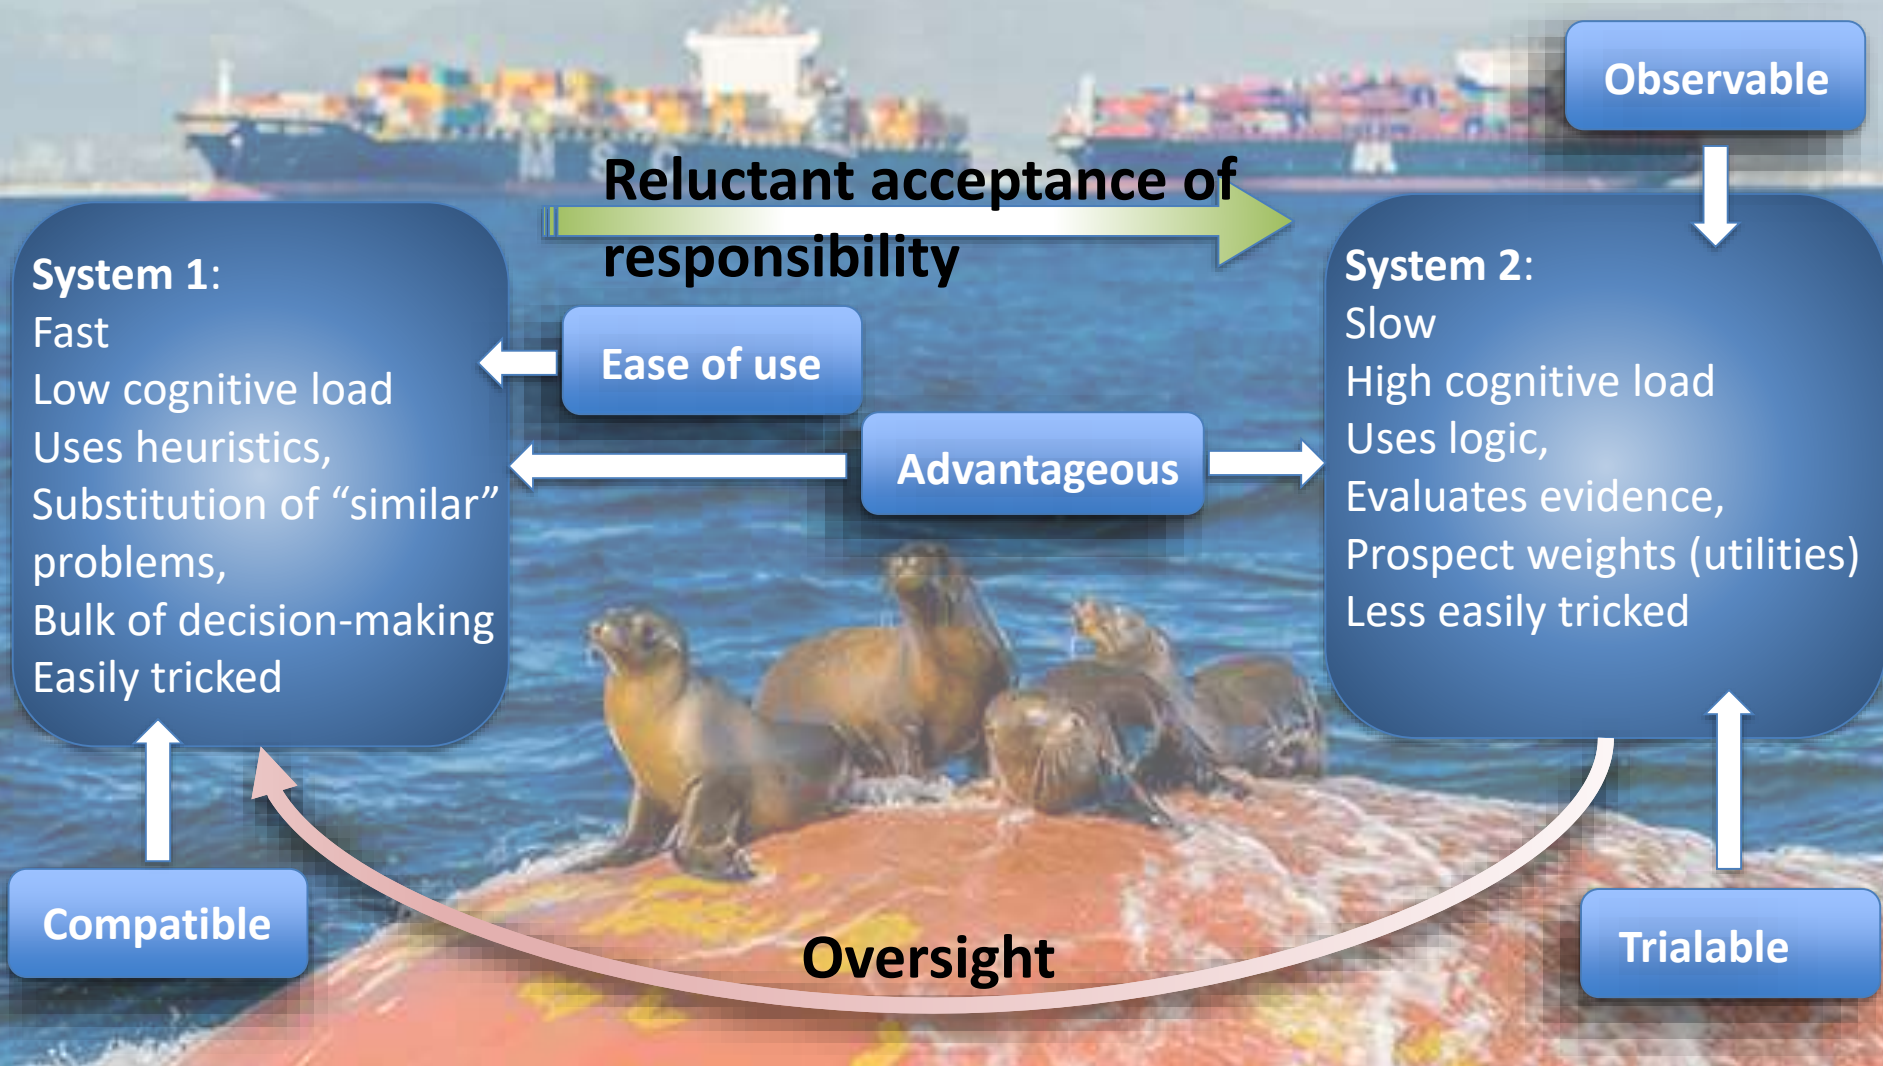 Observable
Reluctant acceptance of
responsibility
System 1:
Fast
Low cognitive load
Uses heuristics,
Substitution of “similar”
problems,
Bulk of decision-making
Easily tricked
Ease of use
Advantageous
System 2:
Slow
High cognitive load
Uses logic,
Evaluates evidence,
Prospect weights (utilities)
Less easily tricked
Compatible
Oversight
Trialable
M S C
M